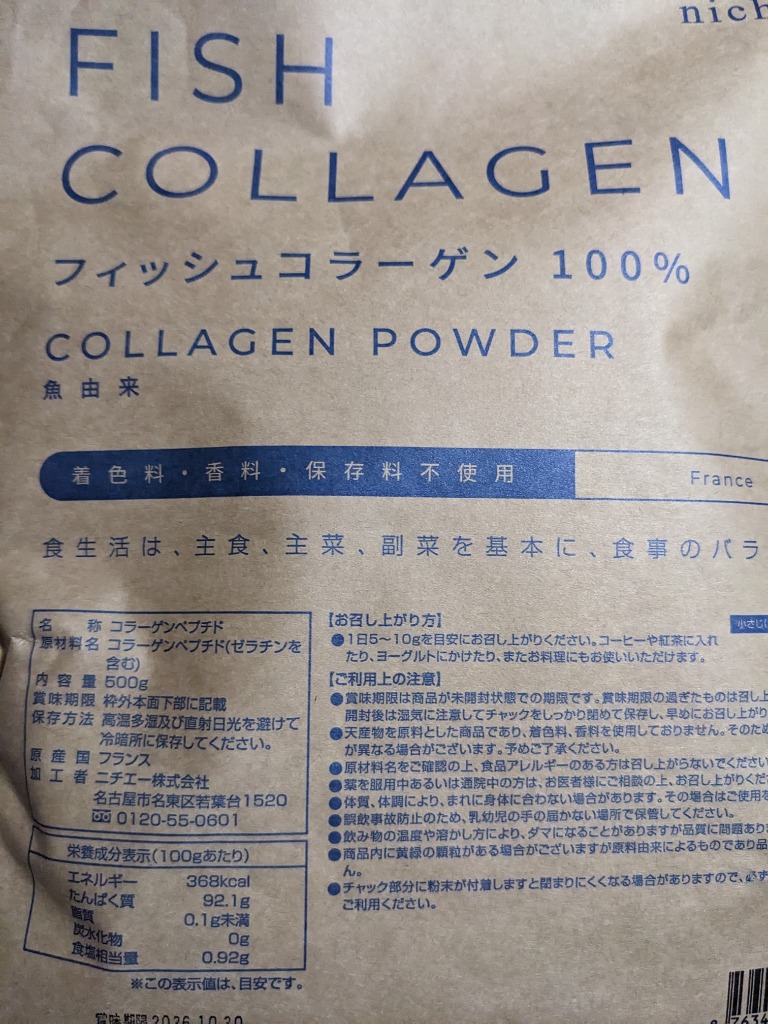 nich
FISH
COLLAGEN
フィッシュコラーゲン 100%
COLLAGEN POWDER
魚由来
着色料・香料・保存料不使用
France
食生活は、主食、主菜、副菜を基本に、食事のバラ
名 称 コラーゲンペプチド
原材料名 コラーゲンペプチド(ゼラチンを
含む)
内容量 500g
賞味期限 枠外本面下部に記載
保存方法 高温多湿及び直射日光を避けて
冷暗所に保存してください。
原産国 フランス
加工者 ニチエー株式会社
名古屋市名東区若葉台1520
0120-55-0601
栄養成分表示(100gあたり)
エネルギー 368kcal
たんぱく質 92.1g
脂質 0.1g未満
炭水化物 0g
食塩相当量 0.92g
※この表示値は、目安です。
賞味期限 2026.10.30
【お召し上がり方】
小さじ
●1日5~10gを目安にお召し上がりください。コーヒーや紅茶に入れ
たり、ヨーグルトにかけたり、またお料理にもお使いいただけます。
【ご利用上の注意】
●賞味期限は商品が未開封状態での期限です。賞味期限の過ぎたものは召し上
開封後は湿気に注意してチャックをしっかり閉めて保存し、早めにお召し上がり
●天産物を原料とした商品であり、着色料、香料を使用しておりません。そのため
が異なる場合がございます。予めご了承ください。
●原材料名をご確認の上、食品アレルギーのある方は召し上がらないでください
●薬を服用中あるいは通院中の方は、お医者様にご相談の上、お召し上がりくだ
●体質、体調により、まれに身体に合わない場合があります。その場合はご使用を
●誤飲事故防止のため、乳幼児の手の届かない場所で保管してください。
●飲み物の温度や溶かし方により、ダマになることがありますが品質に問題あり
●商品内に黄緑の顆粒がある場合がございますが原料由来によるものであり品
ん。
●チャック部分に粉末が付着しますと閉まりにくくなる場合がありますので、必ず
ご利用ください。